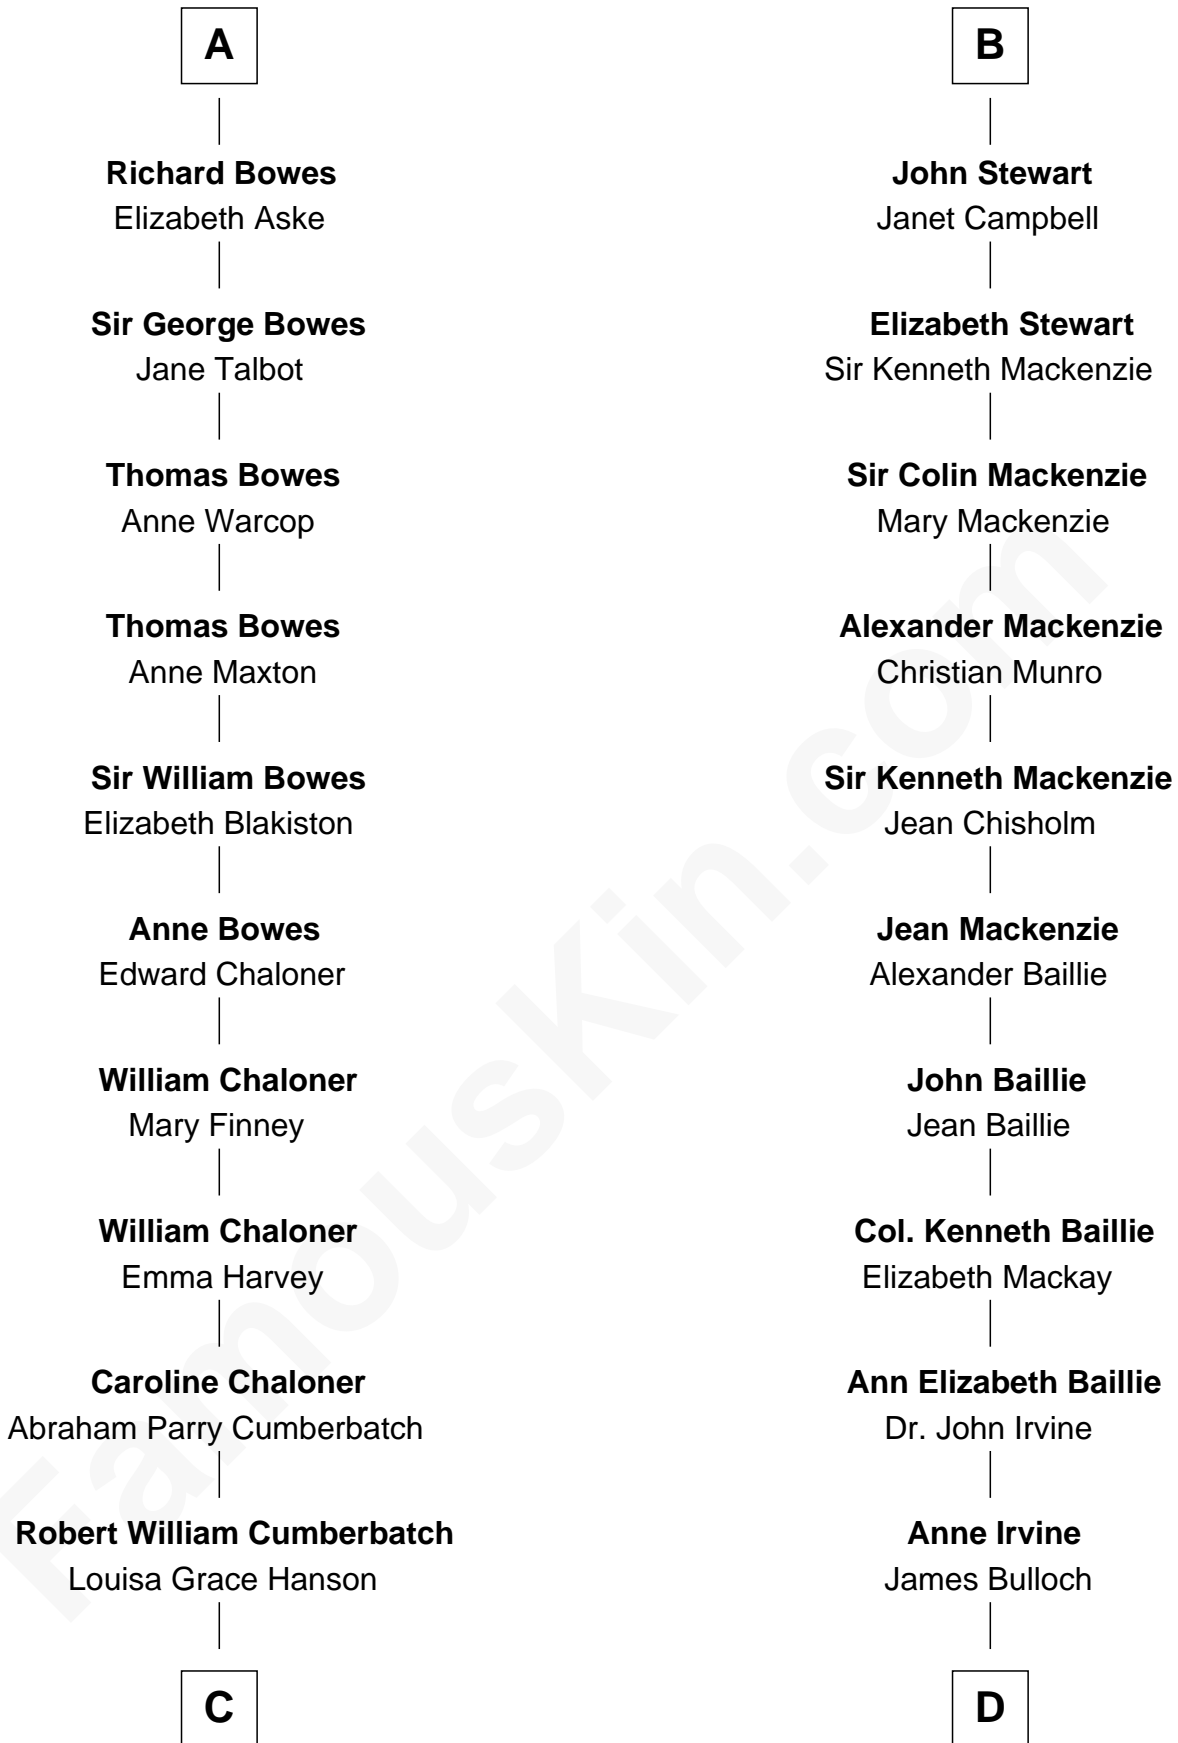 A
Richard Bowes
Elizabeth Aske
Sir George Bowes
Jane Talbot
Thomas Bowes
Anne Warcop
Thomas Bowes
Anne Maxton
Sir William Bowes
Elizabeth Blakiston
Anne Bowes
Edward Chaloner
William Chaloner
Mary Finney
William Chaloner
Emma Harvey
Caroline Chaloner
Abraham Parry Cumberbatch
Robert William Cumberbatch
Louisa Grace Hanson
C
B
John Stewart
Janet Campbell
Elizabeth Stewart
Sir Kenneth Mackenzie
Sir Colin Mackenzie
Mary Mackenzie
Alexander Mackenzie
Christian Munro
Sir Kenneth Mackenzie
Jean Chisholm
Jean Mackenzie
Alexander Baillie
John Baillie
Jean Baillie
Col. Kenneth Baillie
Elizabeth Mackay
Ann Elizabeth Baillie
Dr. John Irvine
Anne Irvine
James Bulloch
D
FamousKin.com